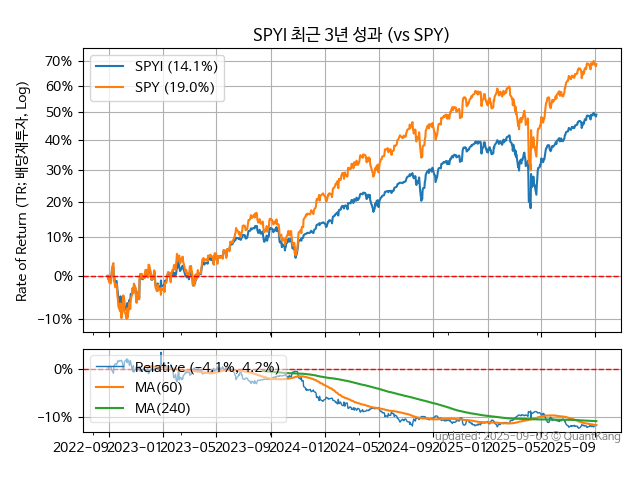 SPYI 최근 3년 성과 (vs SPY)
Rate of Return (TR; 배당재투자, Log)
70%
60%
50%
40%
30%
20%
10%
0%
−10%
SPYI (14.1%)
SPY (19.0%)
0%
−10%
Relative (−4.1%, 4.2%)
MA(60)
MA(240)
updated: 2025-09-03 © QuantKang
2022-09 2023-01 2023-05 2023-09 2024-01 2024-05 2024-09 2025-01 2025-05 2025-09